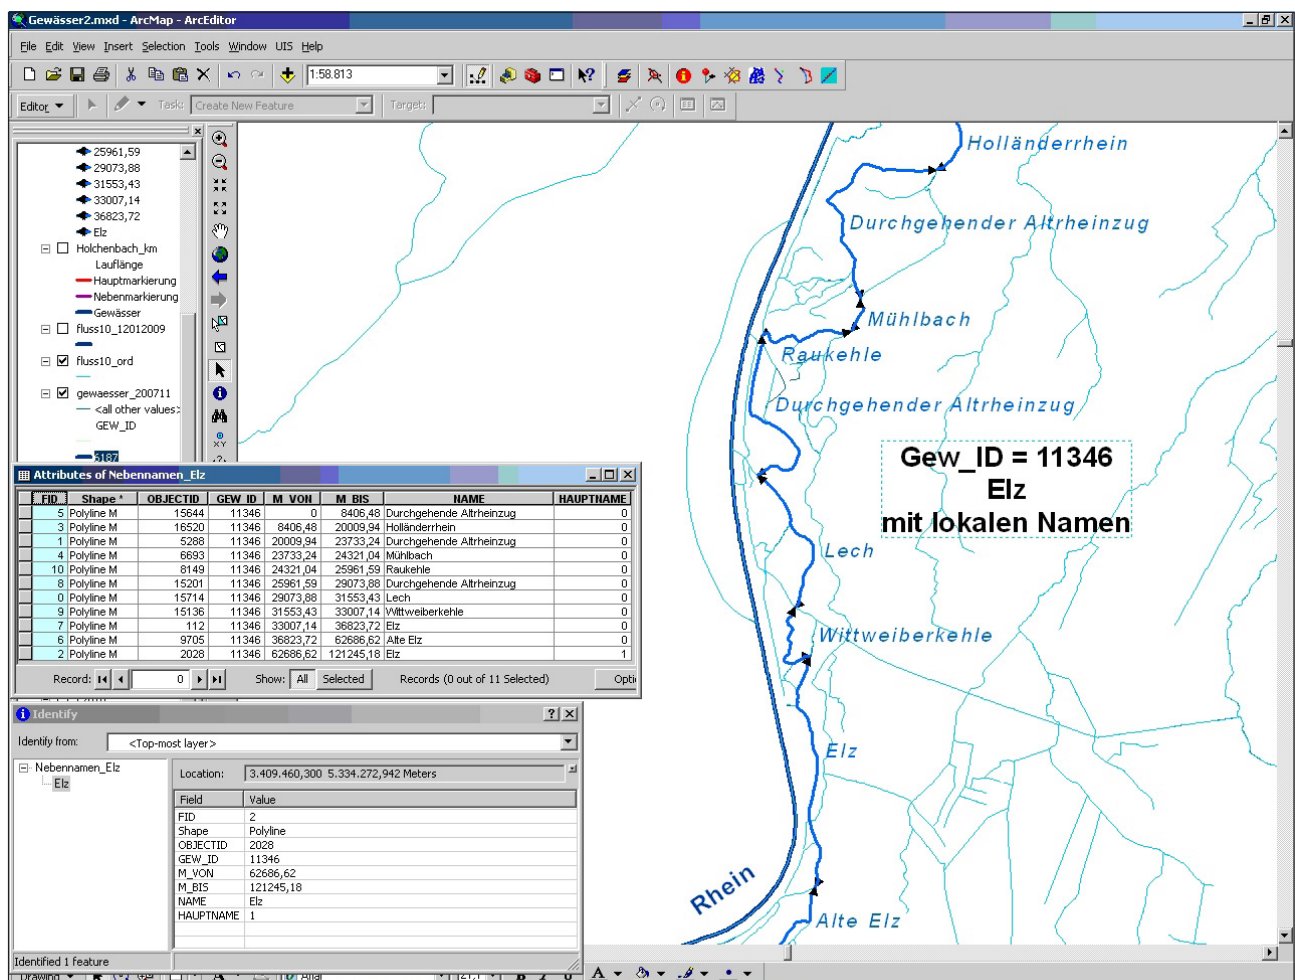 Gewässer2.mxd - ArcMap - ArcEditor
File Edit View Insert Selection Tools Window UIS Help
1:58.813
Editor Task: Create New Feature Target:
25961,59
29073,88
31553,43
33007,14
36823,72
Elz
Holchenbach_km
Lauflänge
Hauptmarkierung
Nebenmarkierung
Gewässer
fluss10_12012009
fluss10_ord
gewaesser_200711
<all other values>
GEW_ID
6187
Holländerrhein
Durchgehender Altrheinzug
Mühlbach
Raukehle
Durchgehender Altrheinzug
Gew_ID = 11346
Elz
mit lokalen Namen
Lech
Wittweiberkehle
Elz
Rhein
Alte Elz
Attributes of Nebennamen_Elz
FID Shape * OBJECTID GEW_ID M_VON M_BIS NAME HAUPTNAME
5 Polyline M 15644 11346 0 8406,48 Durchgehende Altrheinzug 0
3 Polyline M 16520 11346 8406,48 20009,94 Holländerrhein 0
1 Polyline M 5288 11346 20009,94 23733,24 Durchgehende Altrheinzug 0
4 Polyline M 6693 11346 23733,24 24321,04 Mühlbach 0
10 Polyline M 8149 11346 24321,04 25961,59 Raukehle 0
8 Polyline M 15201 11346 25961,59 29073,88 Durchgehende Altrheinzug 0
0 Polyline M 15714 11346 29073,88 31553,43 Lech 0
9 Polyline M 15136 11346 31553,43 33007,14 Wittweiberkehle 0
7 Polyline M 112 11346 33007,14 36823,72 Elz 0
6 Polyline M 9705 11346 36823,72 62686,62 Alte Elz 0
2 Polyline M 2028 11346 62686,62 121245,18 Elz 1
Record: 0 Show: All Selected Records (0 out of 11 Selected) Opti
Identify
Identify from: <Top-most layer>
Nebennamen_Elz
Elz
Location: 3.409.460,300 5.334.272,942 Meters
Field Value
FID 2
Shape Polyline
OBJECTID 2028
GEW_ID 11346
M_VON 62686,62
M_BIS 121245,18
NAME Elz
HAUPTNAME 1
Identified 1 feature
Drawing